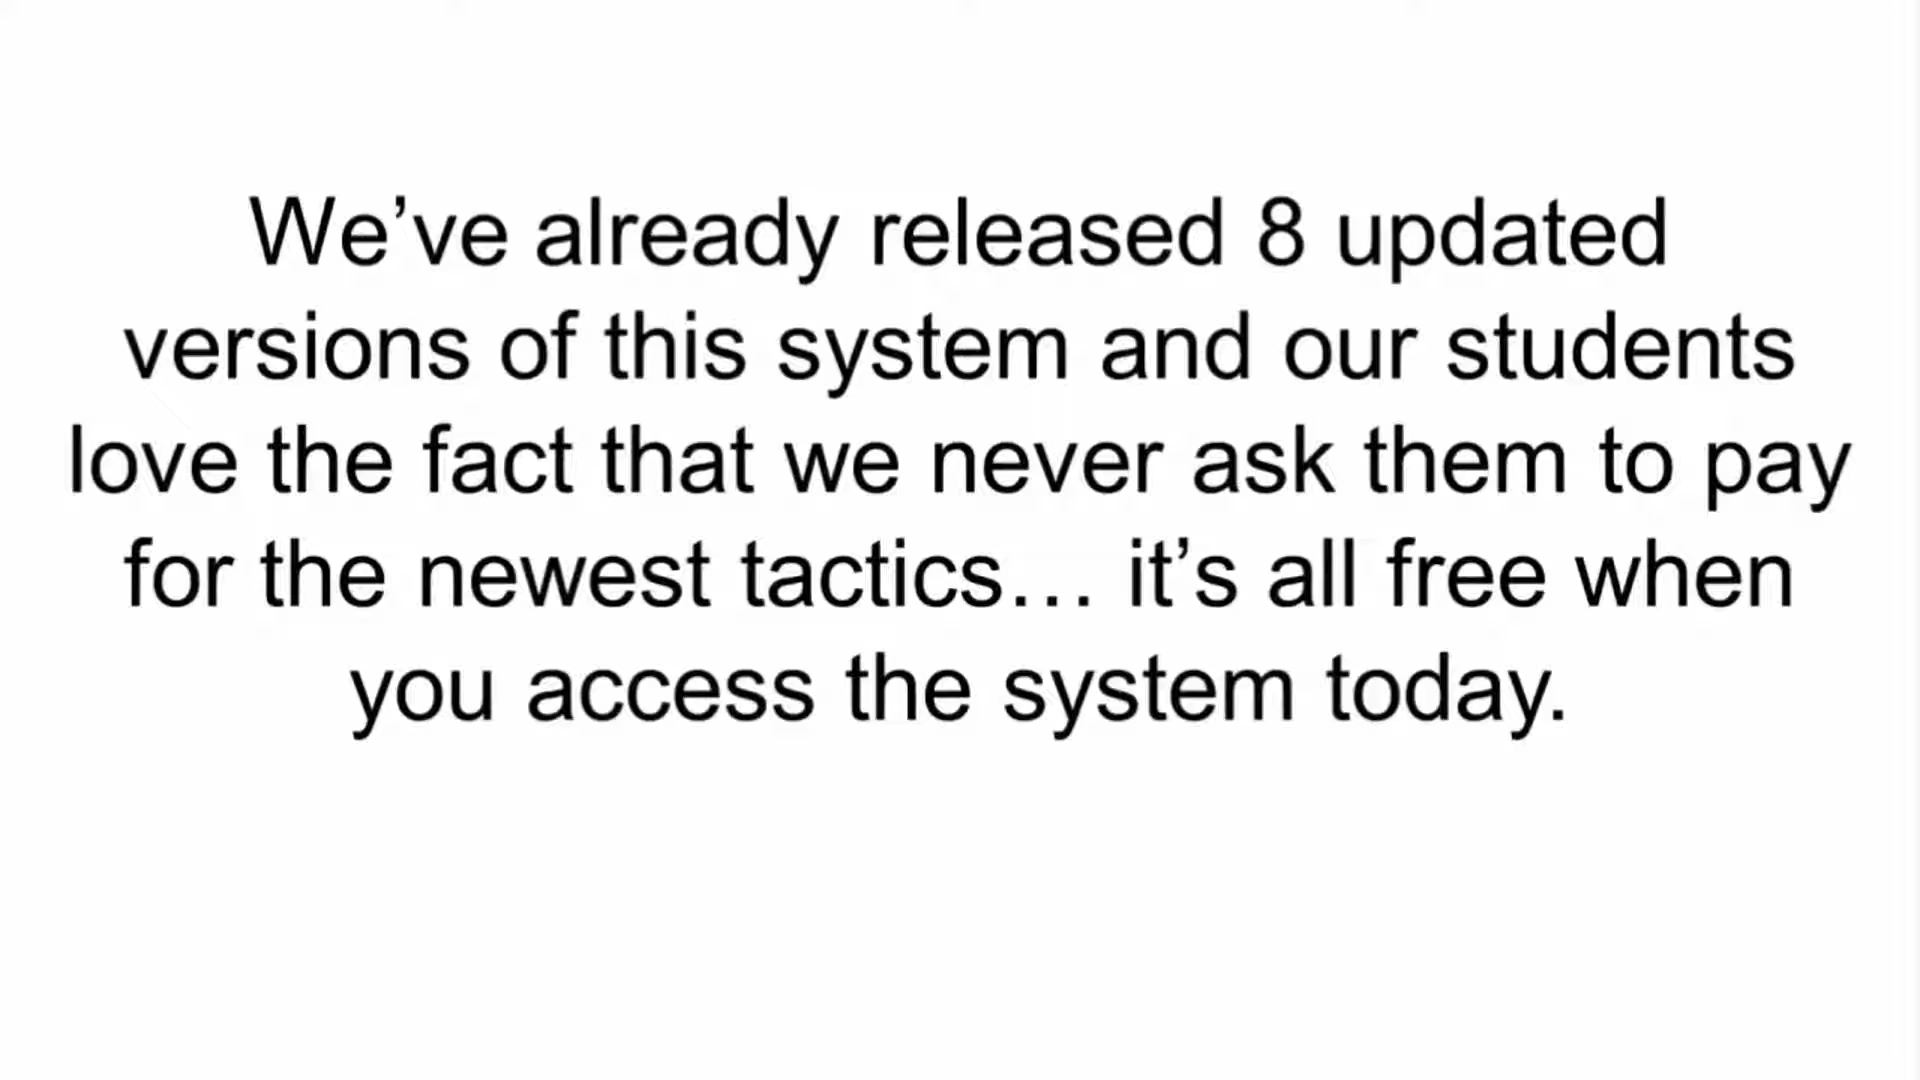 We’ve already released 8 updated
versions of this system and our students
love the fact that we never ask them to pay
for the newest tactics… it’s all free when
you access the system today.